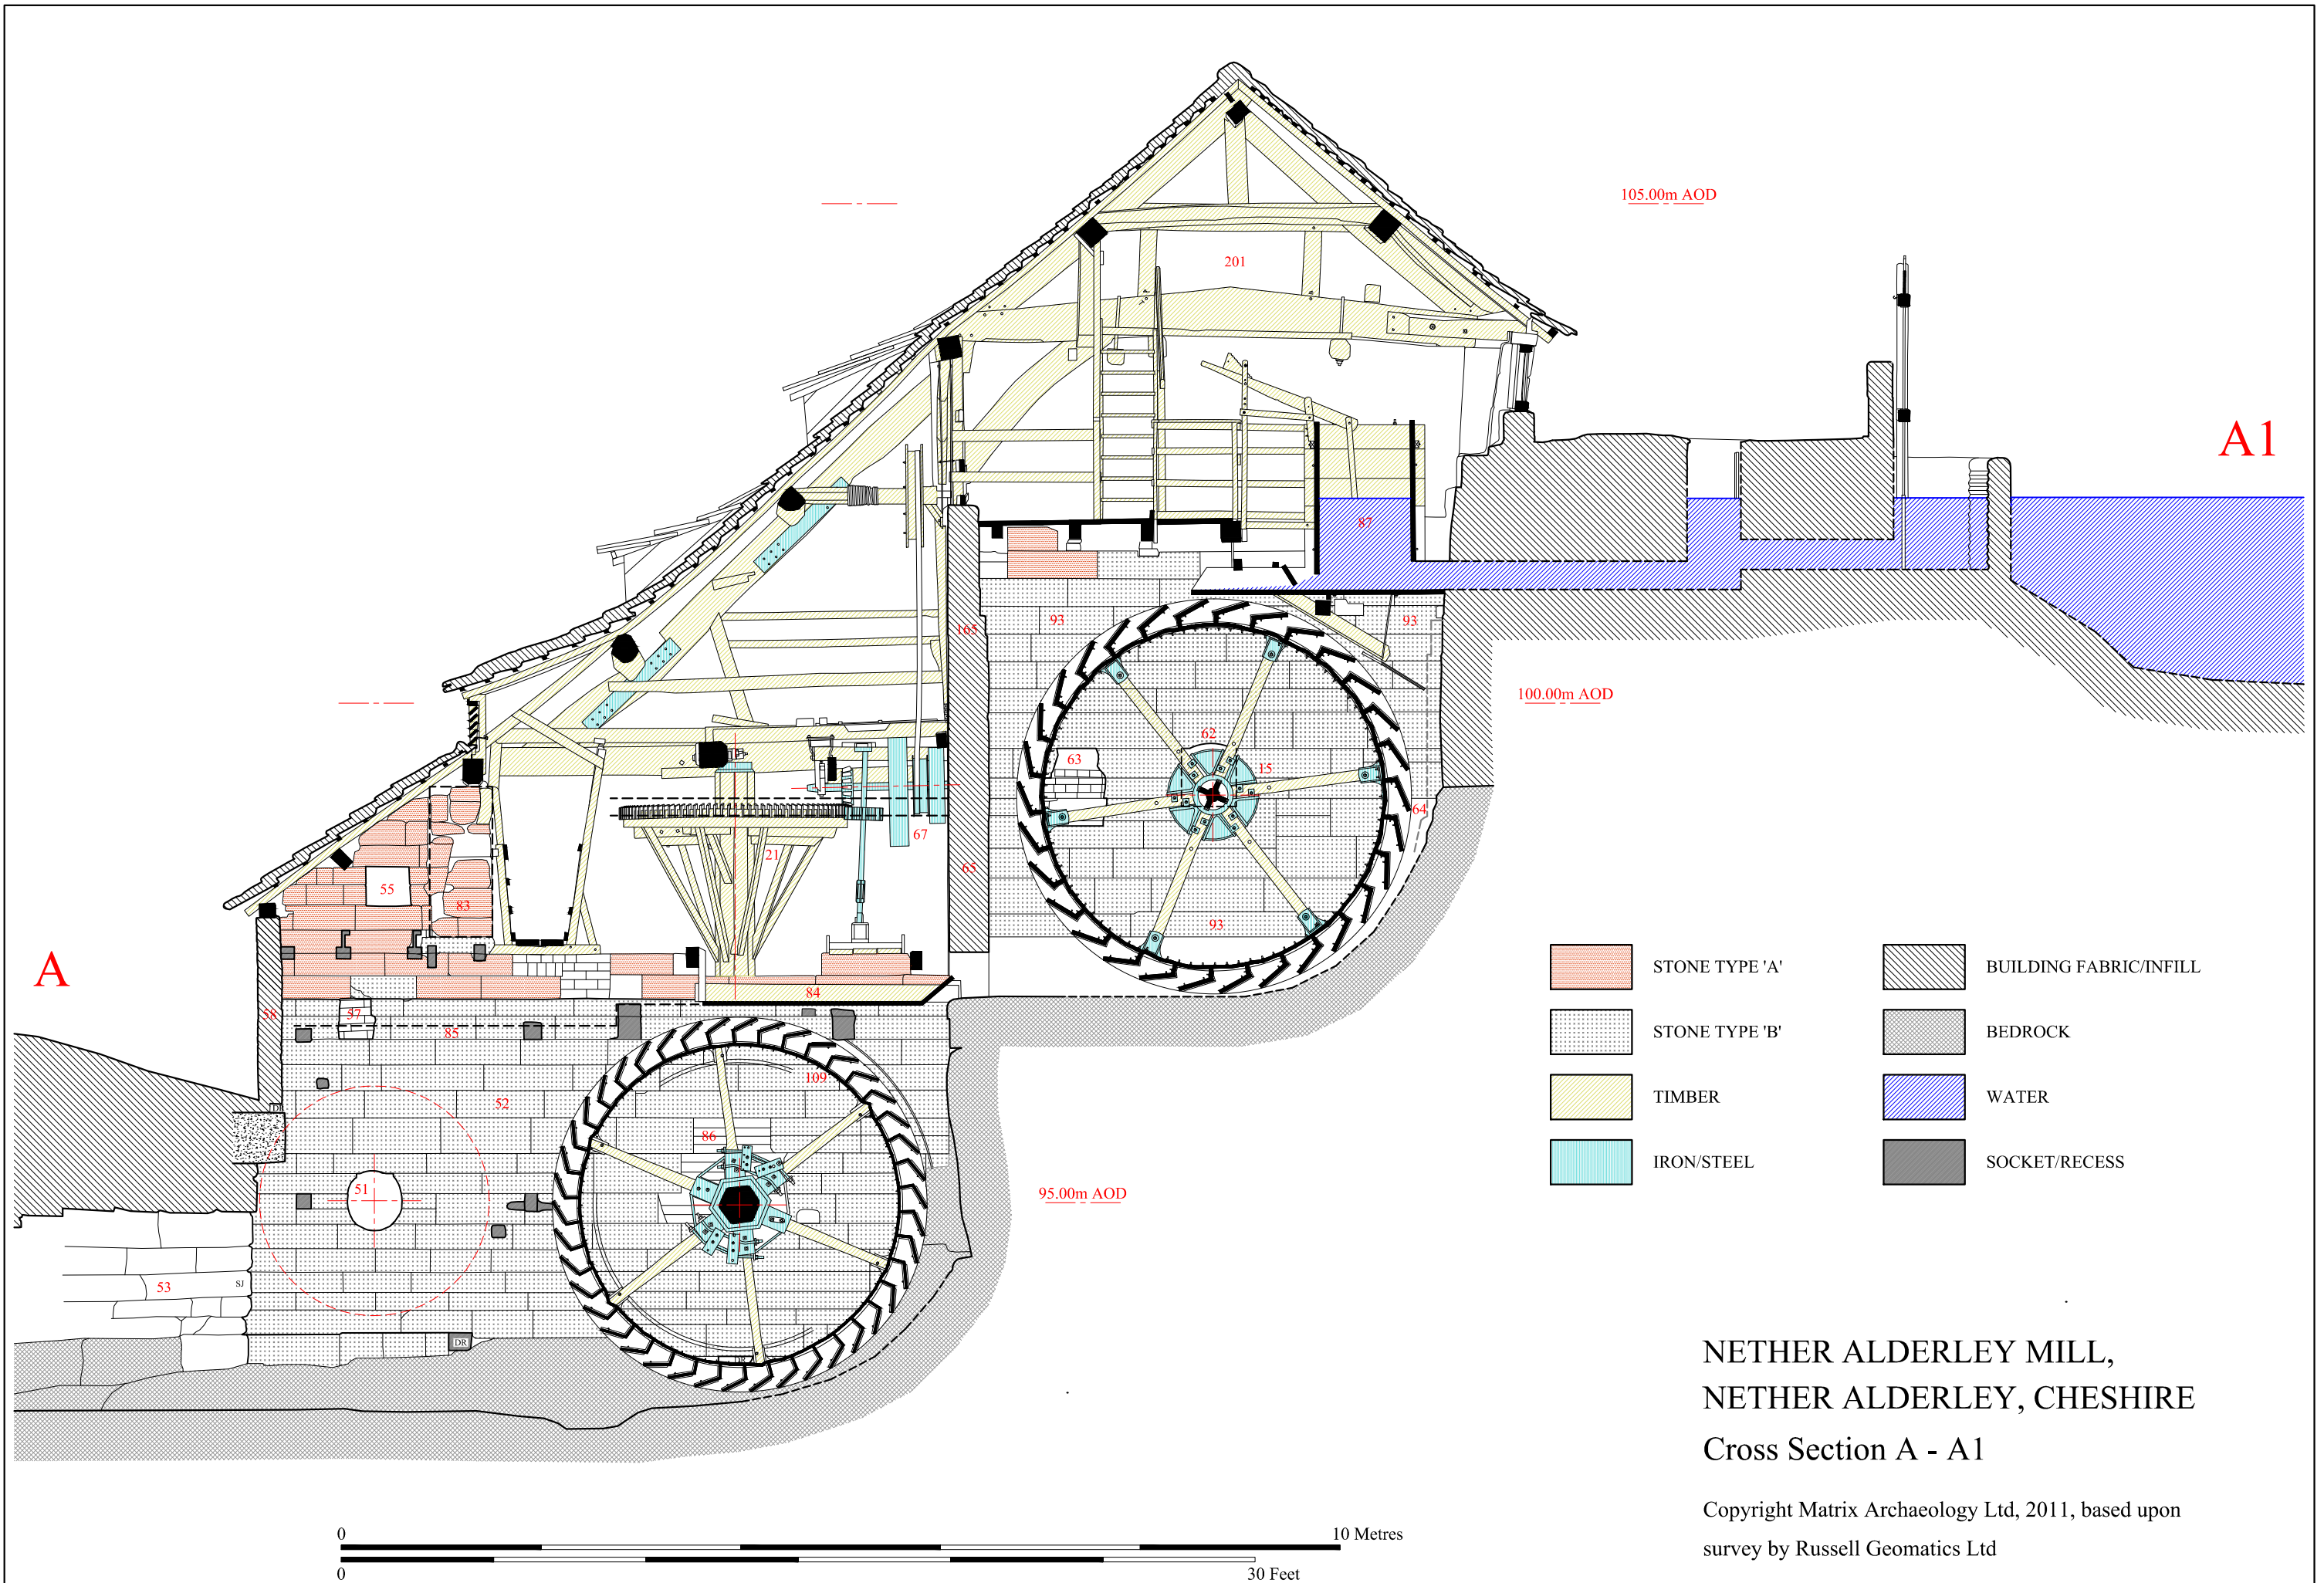 105.00m AOD
201
A1
87
93
165
93
100.00m AOD
62
63
15
64
67
21
65
55
83
93
A
STONE TYPE 'A'
BUILDING FABRIC/INFILL
84
58
57
85
STONE TYPE 'B'
BEDROCK
109
DR
52
TIMBER
WATER
86
IRON/STEEL
SOCKET/RECESS
51
95.00m AOD
53
SJ
DR
DR
NETHER ALDERLEY MILL,
NETHER ALDERLEY, CHESHIRE
Cross Section A - A1
Copyright Matrix Archaeology Ltd, 2011, based upon
survey by Russell Geomatics Ltd
0
10 Metres
0
30 Feet